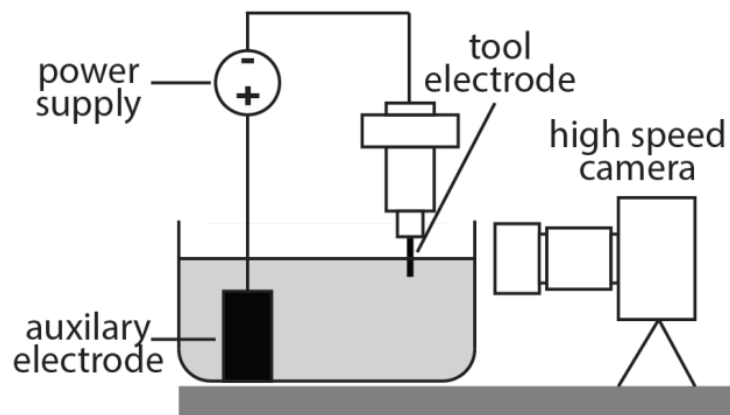 tool
electrode
power
supply
-
+
high speed
camera
auxilary
electrode